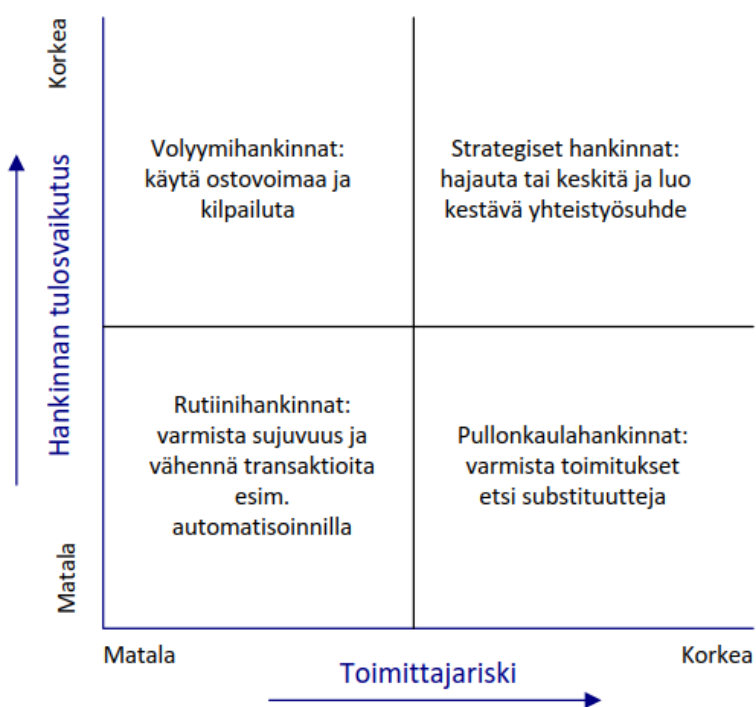 Korkea
Hankinnan tulosvaikutus
Matala
Volyymihankinnat:
käytä ostovoimaa ja
kilpailuta
Strategiset hankinnat:
hajauta tai keskitä ja luo
kestävä yhteistyösuhde
Rutiinihankinnat:
varmista sujuvuus ja
vähennä transaktioita
esim.
automatisoinnilla
Pullonkaulahankinnat:
varmista toimitukset
etsi substituutteja
Matala
Toimittajariski
Korkea